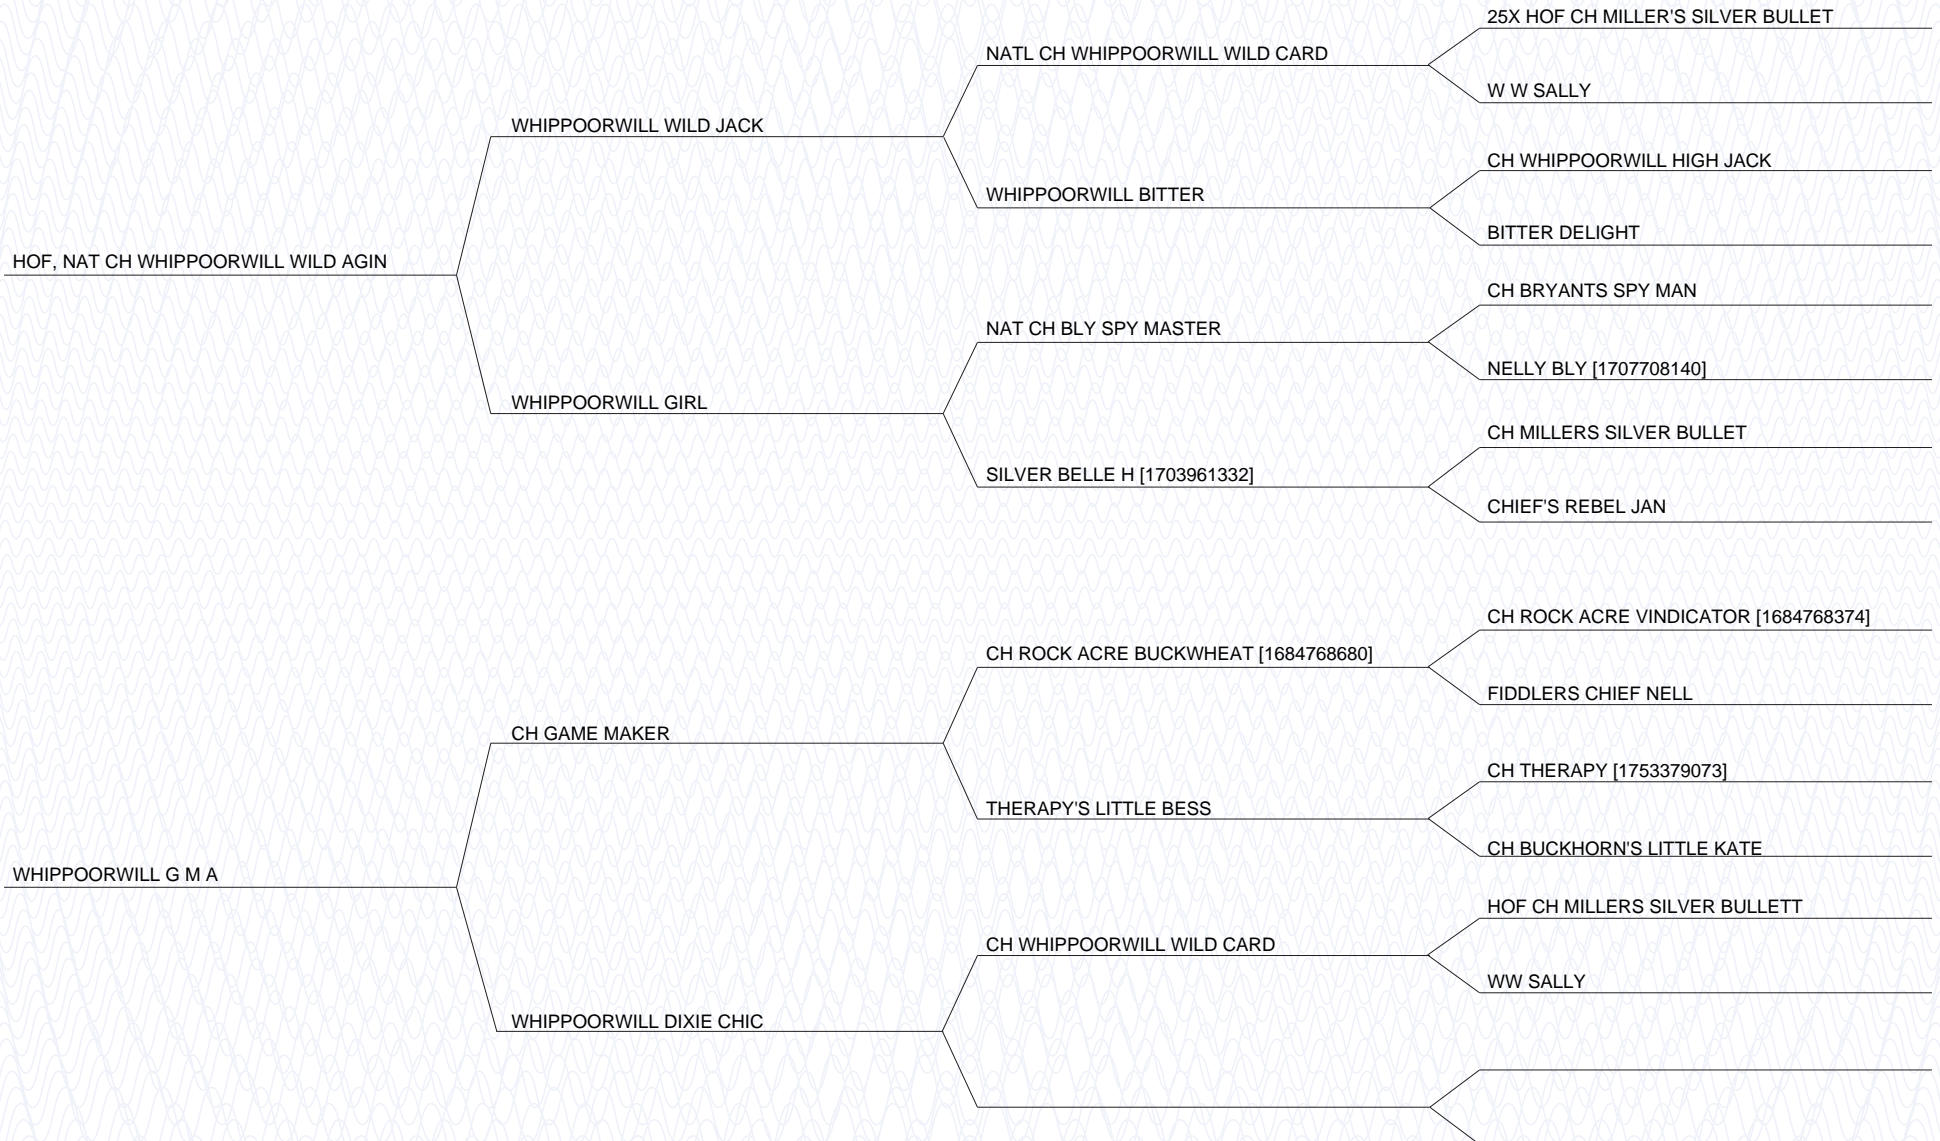 25X HOF CH MILLER'S SILVER BULLET
NATL CH WHIPPOORWILL WILD CARD
W W SALLY
WHIPPOORWILL WILD JACK
CH WHIPPOORWILL HIGH JACK
WHIPPOORWILL BITTER
BITTER DELIGHT
HOF, NAT CH WHIPPOORWILL WILD AGIN
CH BRYANTS SPY MAN
NAT CH BLY SPY MASTER
NELLY BLY [1707708140]
WHIPPOORWILL GIRL
CH MILLERS SILVER BULLET
SILVER BELLE H [1703961332]
CHIEF'S REBEL JAN
CH ROCK ACRE VINDICATOR [1684768374]
CH ROCK ACRE BUCKWHEAT [1684768680]
FIDDLERS CHIEF NELL
CH GAME MAKER
CH THERAPY [1753379073]
THERAPY'S LITTLE BESS
CH BUCKHORN'S LITTLE KATE
WHIPPOORWILL G M A
HOF CH MILLERS SILVER BULLETT
CH WHIPPOORWILL WILD CARD
WW SALLY
WHIPPOORWILL DIXIE CHIC